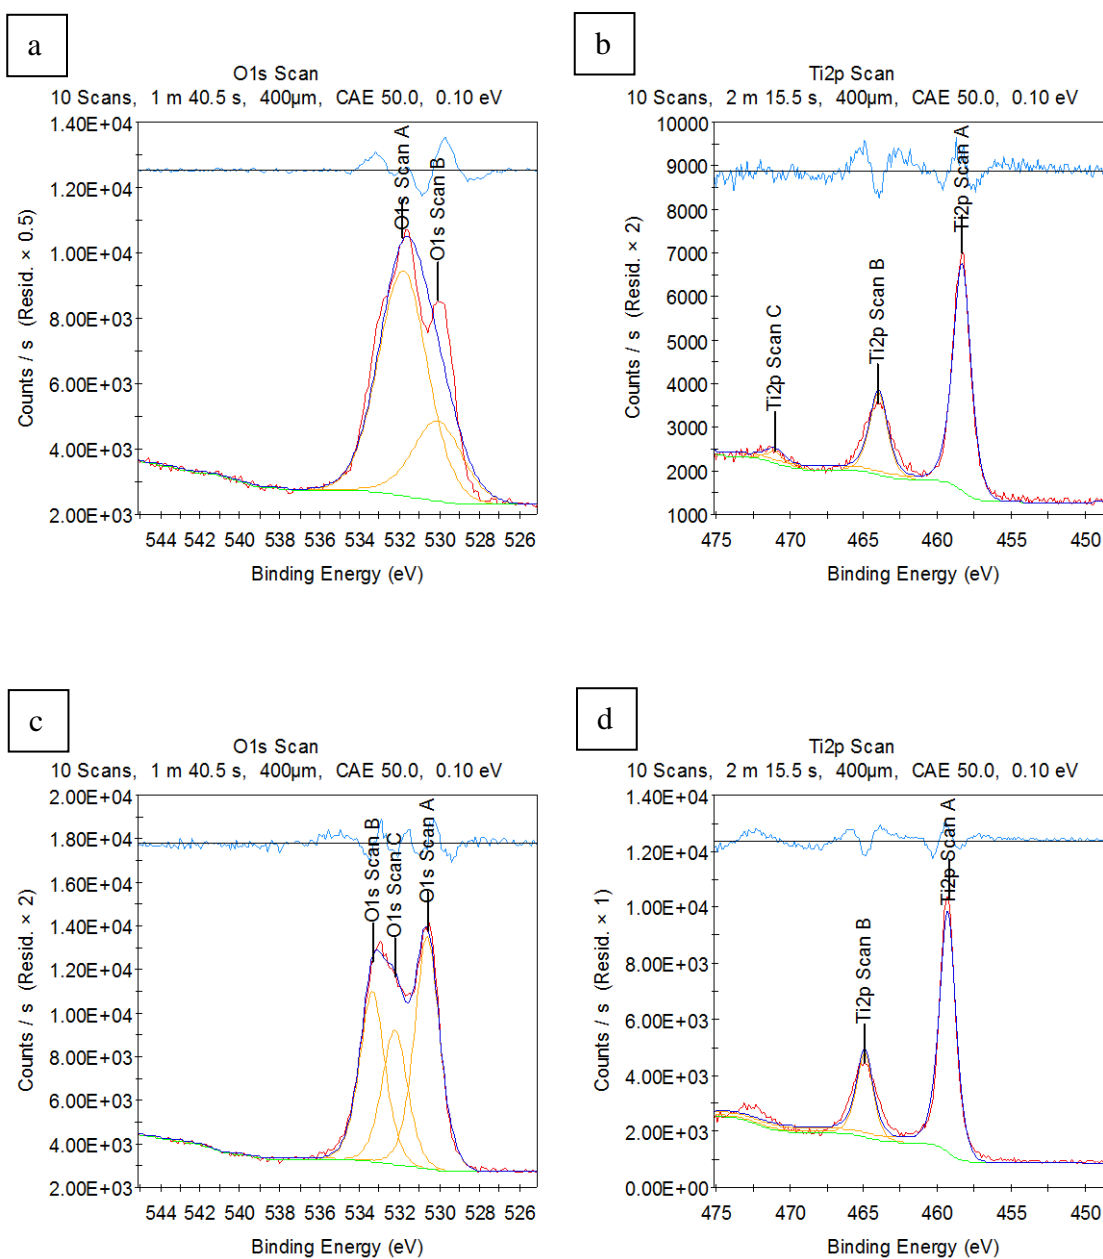 a
O1s Scan
10 Scans, 1 m 40.5 s, 400µm, CAE 50.0, 0.10 eV
1.40E+04
1.20E+04
1.00E+04
8.00E+03
6.00E+03
4.00E+03
2.00E+03
Counts / s (Resid. × 0.5)
O1s Scan A
O1s Scan B
544 542 540 538 536 534 532 530 528 526
Binding Energy (eV)
b
Ti2p Scan
10 Scans, 2 m 15.5 s, 400µm, CAE 50.0, 0.10 eV
10000
9000
8000
7000
6000
5000
4000
3000
2000
1000
Counts / s (Resid. × 2)
Ti2p Scan C
Ti2p Scan B
Ti2p Scan A
475 470 465 460 455 450
Binding Energy (eV)
c
O1s Scan
10 Scans, 1 m 40.5 s, 400µm, CAE 50.0, 0.10 eV
2.00E+04
1.80E+04
1.60E+04
1.40E+04
1.20E+04
1.00E+04
8.00E+03
6.00E+03
4.00E+03
2.00E+03
Counts / s (Resid. × 2)
O1s Scan B
O1s Scan C
O1s Scan A
544 542 540 538 536 534 532 530 528 526
Binding Energy (eV)
d
Ti2p Scan
10 Scans, 2 m 15.5 s, 400µm, CAE 50.0, 0.10 eV
1.40E+04
1.20E+04
1.00E+04
8.00E+03
6.00E+03
4.00E+03
2.00E+03
0.00E+00
Counts / s (Resid. × 1)
Ti2p Scan B
Ti2p Scan A
475 470 465 460 455 450
Binding Energy (eV)